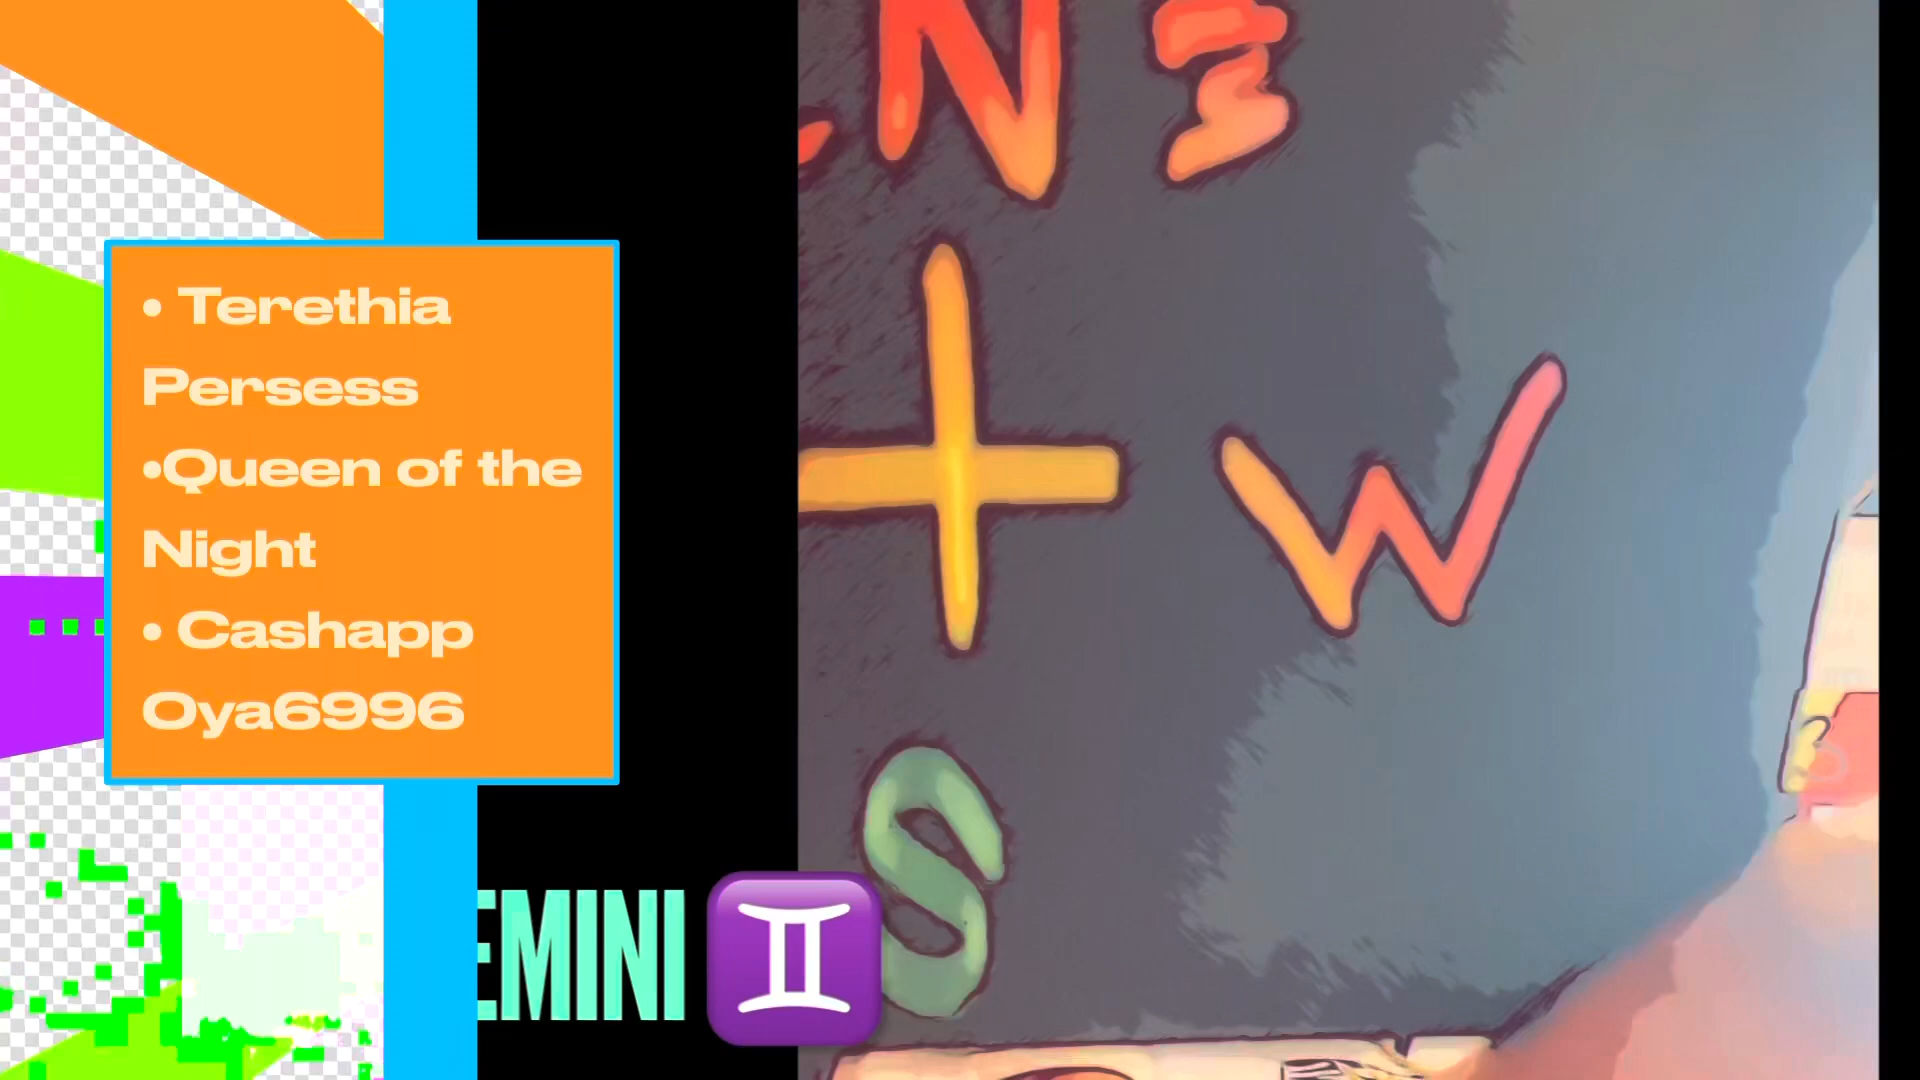 • Terethia
Persess
•Queen of the
Night
• Cashapp
Oya6996
N
+ W
S
EMINI ♊